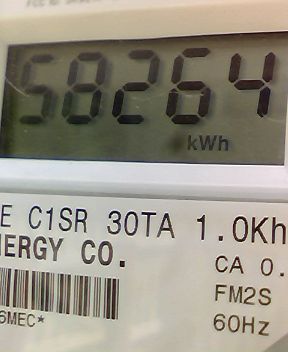 58264
kWh
E C1SR 30TA 1.0Kh
ERGY CO.
CA 0.
FM2S
6MEC*
60Hz